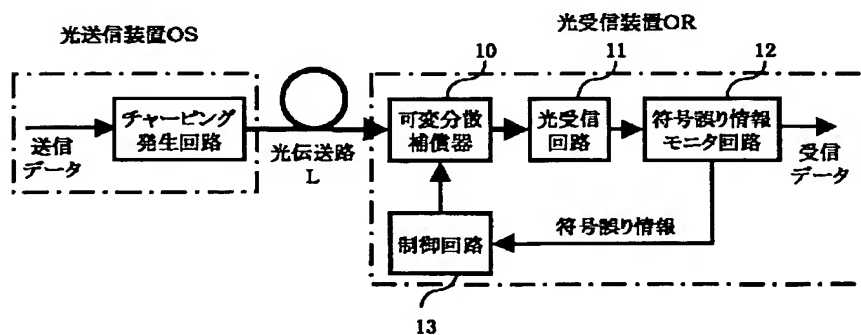 光送信装置OS
光受信装置OR
10
11
12
チャーピング
発生回路
送信
データ
光伝送路
L
可変分散
補償器
光受信
回路
符号誤り情報
モニタ回路
受信
データ
制御回路
符号誤り情報
13